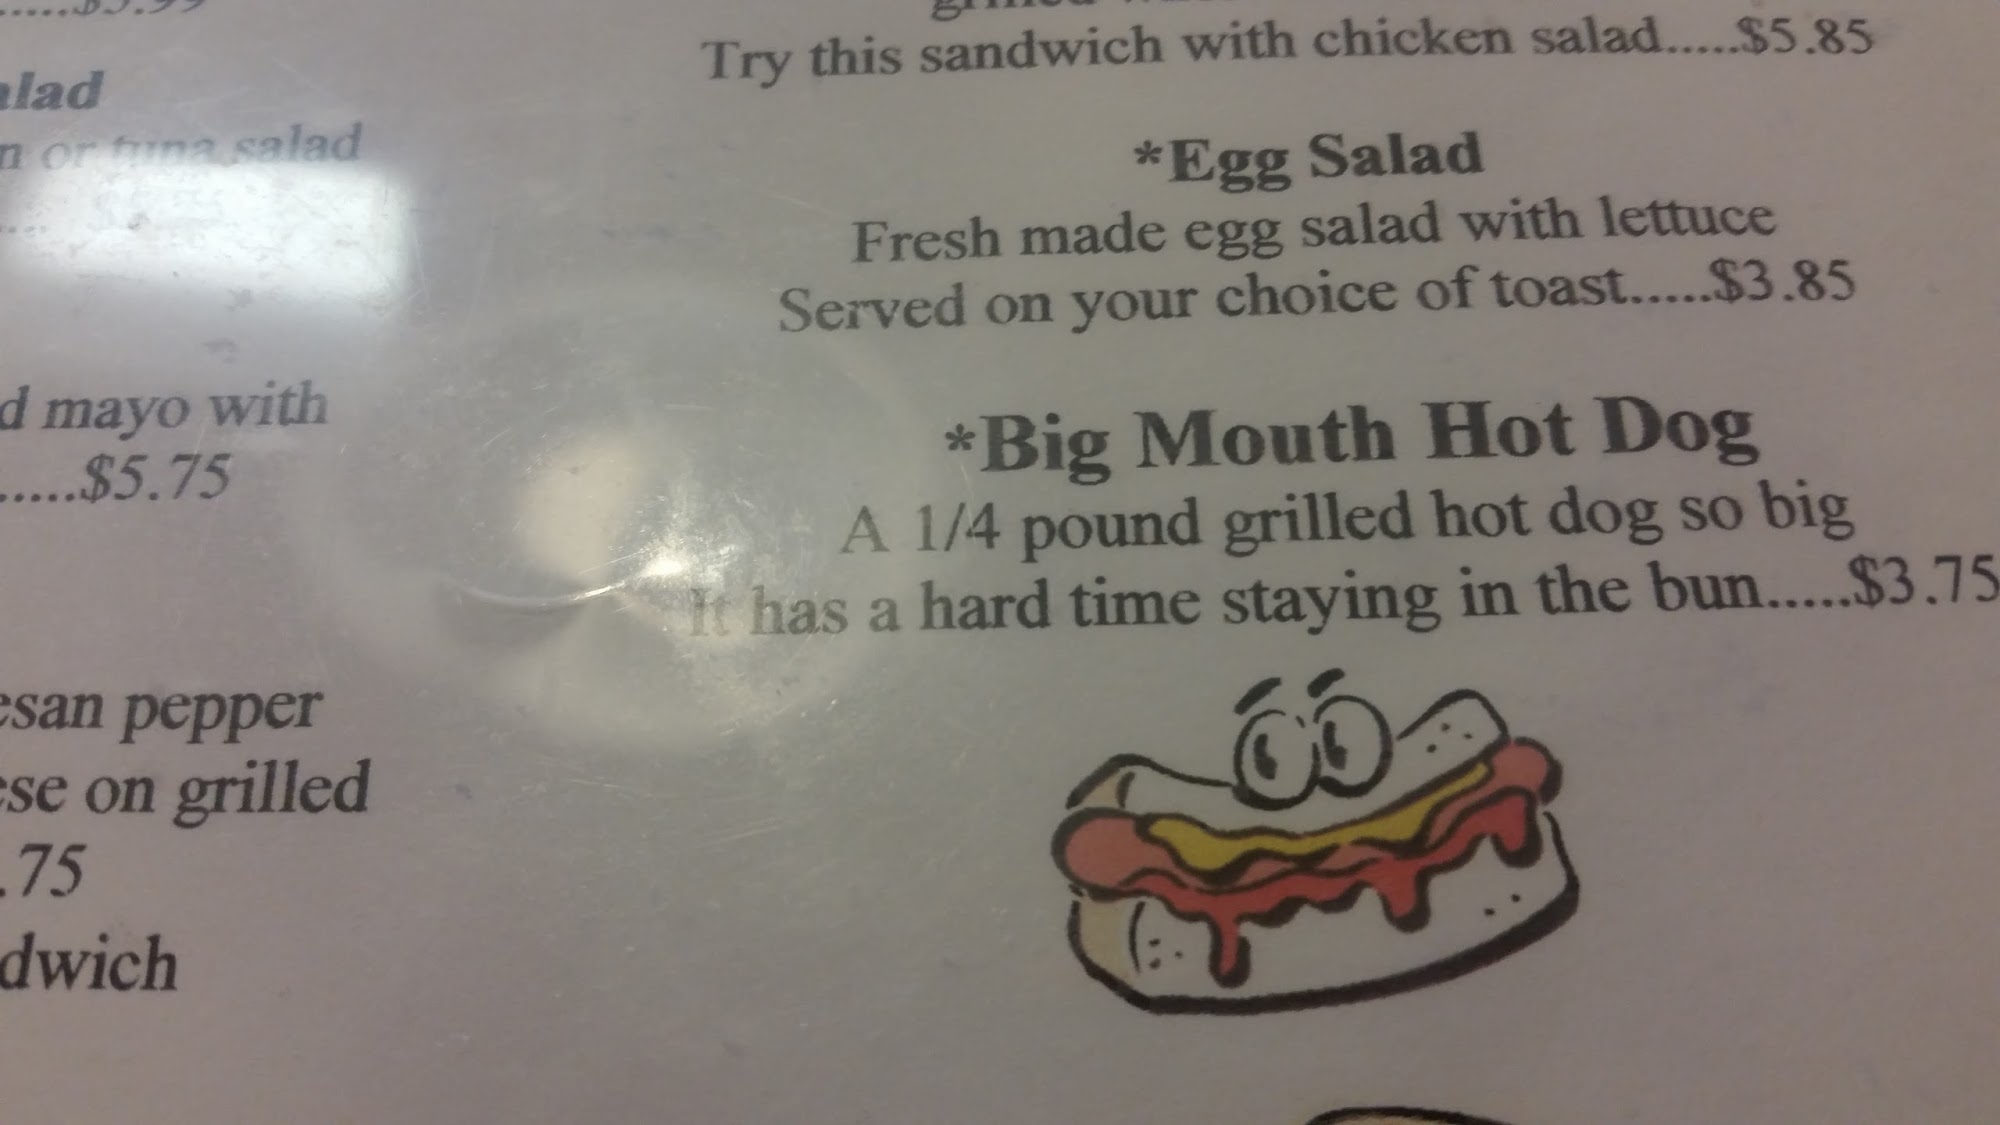 .....$5.99
alad
n or tuna salad
....
d mayo with
.....$5.75
esan pepper
ese on grilled
.75
dwich
Try this sandwich with chicken salad.....$5.85
*Egg Salad
Fresh made egg salad with lettuce
Served on your choice of toast.....$3.85
*Big Mouth Hot Dog
A 1/4 pound grilled hot dog so big
It has a hard time staying in the bun.....$3.75